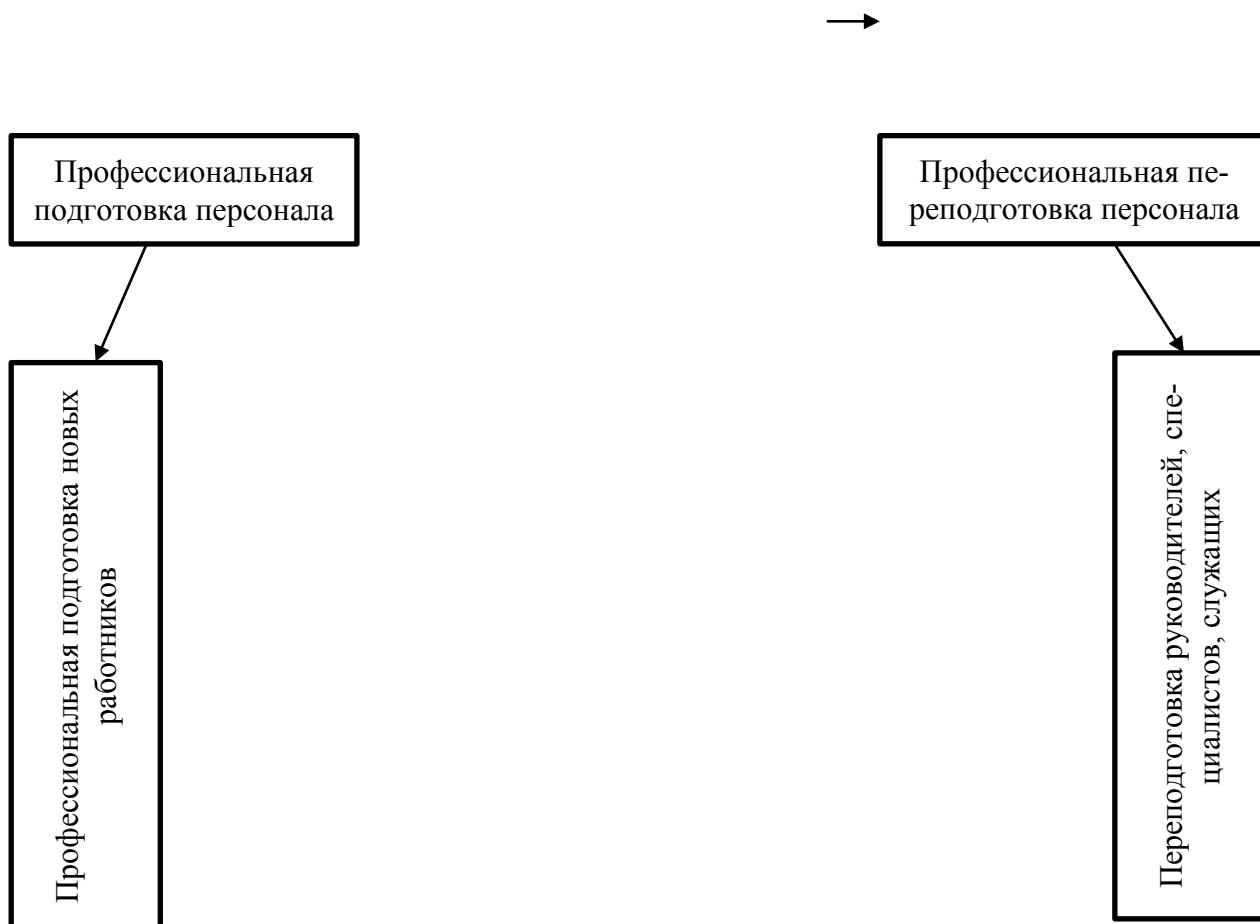 Профессиональная
подготовка персонала
Профессиональная пе-
реподготовка персонала
Профессиональная подготовка новых
работников
Переподготовка руководителей, спе-
циалистов, служащих